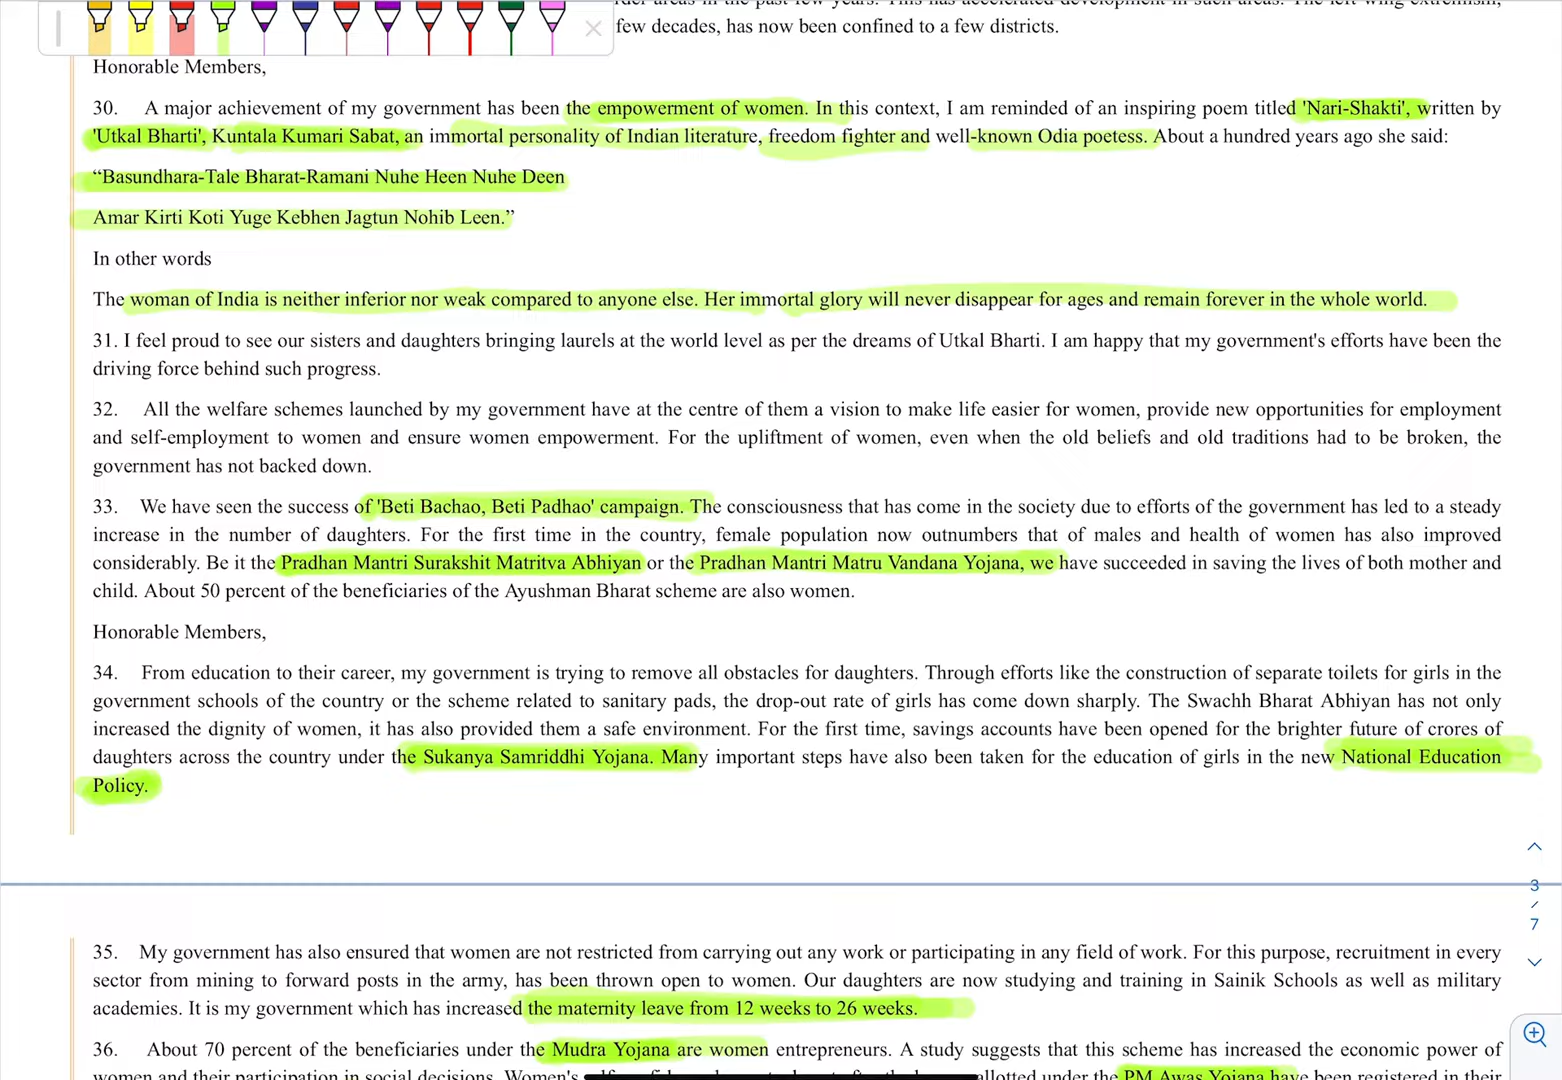 few decades, has now been confined to a few districts.
Honorable Members,
30. A major achievement of my government has been the empowerment of women. In this context, I am reminded of an inspiring poem titled 'Nari-Shakti', written by
'Utkal Bharti', Kuntala Kumari Sabat, an immortal personality of Indian literature, freedom fighter and well-known Odia poetess. About a hundred years ago she said:
“Basundhara-Tale Bharat-Ramani Nuhe Heen Nuhe Deen
Amar Kirti Koti Yuge Kebhen Jagtun Nohib Leen.”
In other words
The woman of India is neither inferior nor weak compared to anyone else. Her immortal glory will never disappear for ages and remain forever in the whole world.
31. I feel proud to see our sisters and daughters bringing laurels at the world level as per the dreams of Utkal Bharti. I am happy that my government's efforts have been the
driving force behind such progress.
32. All the welfare schemes launched by my government have at the centre of them a vision to make life easier for women, provide new opportunities for employment
and self-employment to women and ensure women empowerment. For the upliftment of women, even when the old beliefs and old traditions had to be broken, the
government has not backed down.
33. We have seen the success of 'Beti Bachao, Beti Padhao' campaign. The consciousness that has come in the society due to efforts of the government has led to a steady
increase in the number of daughters. For the first time in the country, female population now outnumbers that of males and health of women has also improved
considerably. Be it the Pradhan Mantri Surakshit Matritva Abhiyan or the Pradhan Mantri Matru Vandana Yojana, we have succeeded in saving the lives of both mother and
child. About 50 percent of the beneficiaries of the Ayushman Bharat scheme are also women.
Honorable Members,
34. From education to their career, my government is trying to remove all obstacles for daughters. Through efforts like the construction of separate toilets for girls in the
government schools of the country or the scheme related to sanitary pads, the drop-out rate of girls has come down sharply. The Swachh Bharat Abhiyan has not only
increased the dignity of women, it has also provided them a safe environment. For the first time, savings accounts have been opened for the brighter future of crores of
daughters across the country under the Sukanya Samriddhi Yojana. Many important steps have also been taken for the education of girls in the new National Education
Policy.
3
/
7
35. My government has also ensured that women are not restricted from carrying out any work or participating in any field of work. For this purpose, recruitment in every
sector from mining to forward posts in the army, has been thrown open to women. Our daughters are now studying and training in Sainik Schools as well as military
academies. It is my government which has increased the maternity leave from 12 weeks to 26 weeks.
36. About 70 percent of the beneficiaries under the Mudra Yojana are women entrepreneurs. A study suggests that this scheme has increased the economic power of
women and their participation in social decisions. Women's allotted under the PM Awas Yojana have been registered in their